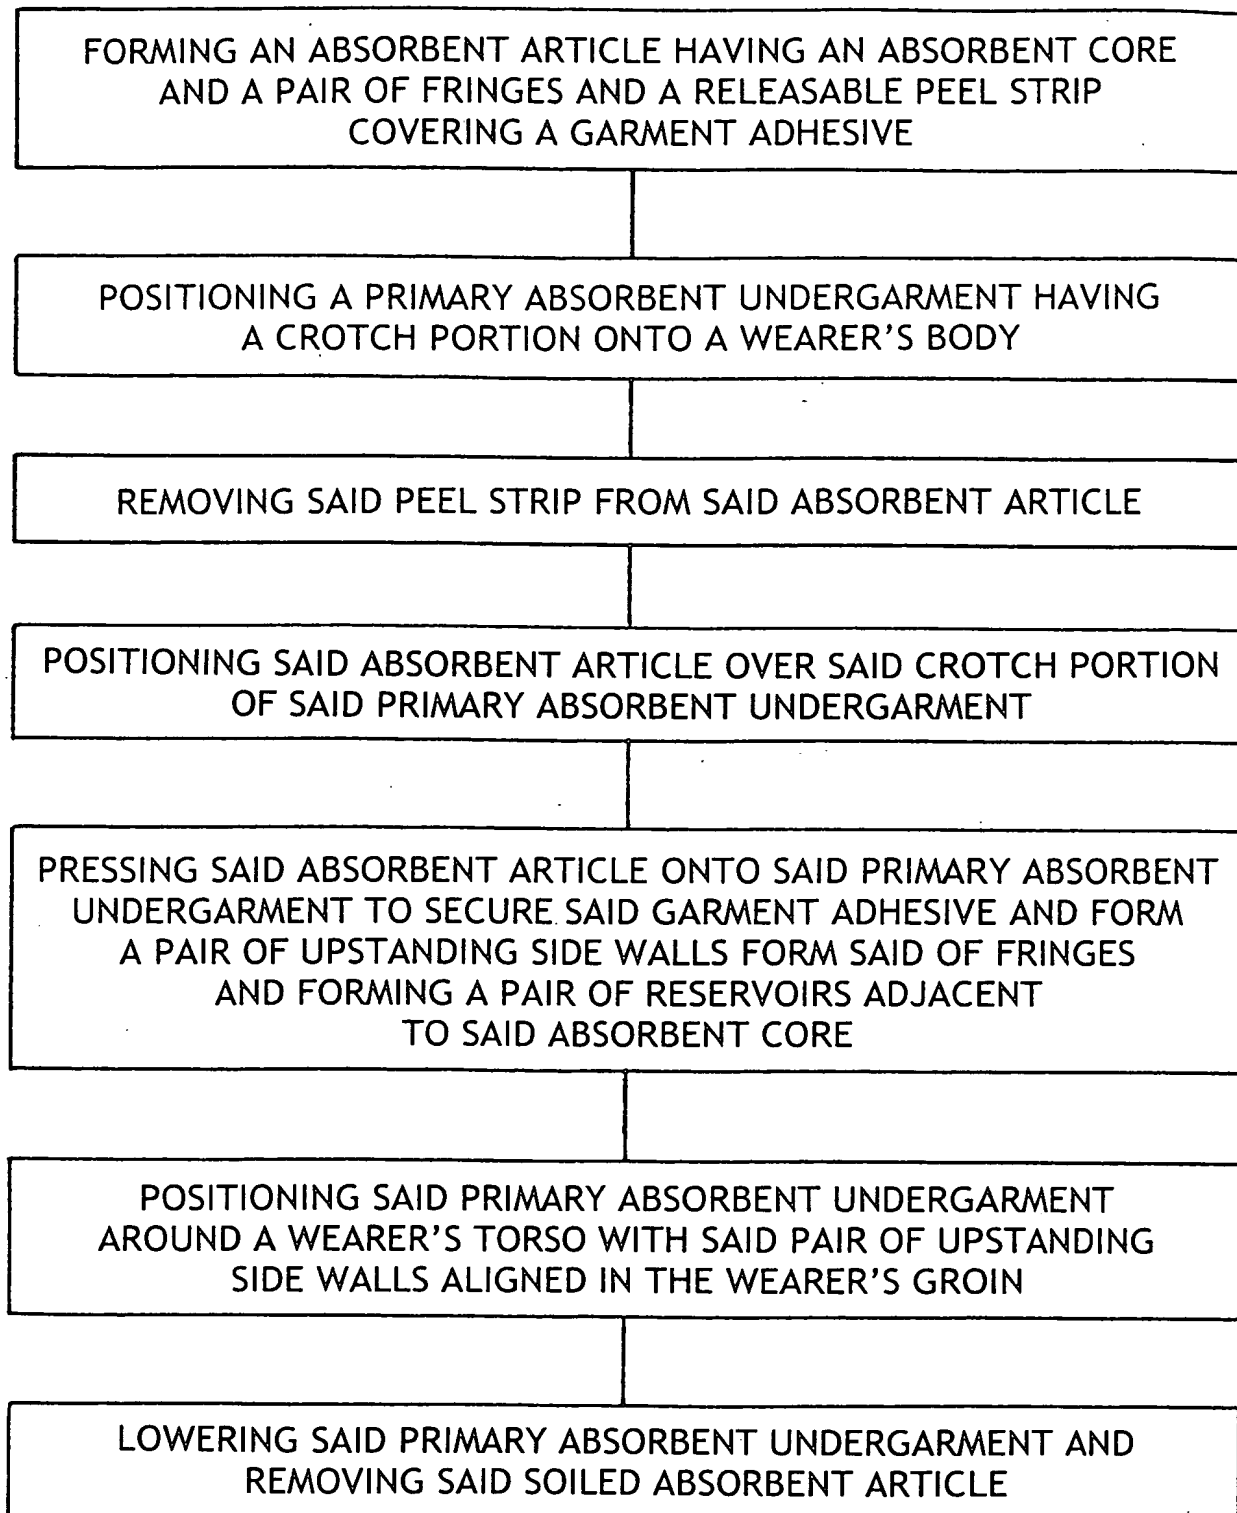 FORMING AN ABSORBENT ARTICLE HAVING AN ABSORBENT CORE
AND A PAIR OF FRINGES AND A RELEASABLE PEEL STRIP
COVERING A GARMENT ADHESIVE
POSITIONING A PRIMARY ABSORBENT UNDERGARMENT HAVING
A CROTCH PORTION ONTO A WEARER'S BODY
REMOVING SAID PEEL STRIP FROM SAID ABSORBENT ARTICLE
POSITIONING SAID ABSORBENT ARTICLE OVER SAID CROTCH PORTION
OF SAID PRIMARY ABSORBENT UNDERGARMENT
PRESSING SAID ABSORBENT ARTICLE ONTO SAID PRIMARY ABSORBENT
UNDERGARMENT TO SECURE SAID GARMENT ADHESIVE AND FORM
A PAIR OF UPSTANDING SIDE WALLS FORM SAID OF FRINGES
AND FORMING A PAIR OF RESERVOIRS ADJACENT
TO SAID ABSORBENT CORE
POSITIONING SAID PRIMARY ABSORBENT UNDERGARMENT
AROUND A WEARER'S TORSO WITH SAID PAIR OF UPSTANDING
SIDE WALLS ALIGNED IN THE WEARER'S GROIN
LOWERING SAID PRIMARY ABSORBENT UNDERGARMENT AND
REMOVING SAID SOILED ABSORBENT ARTICLE